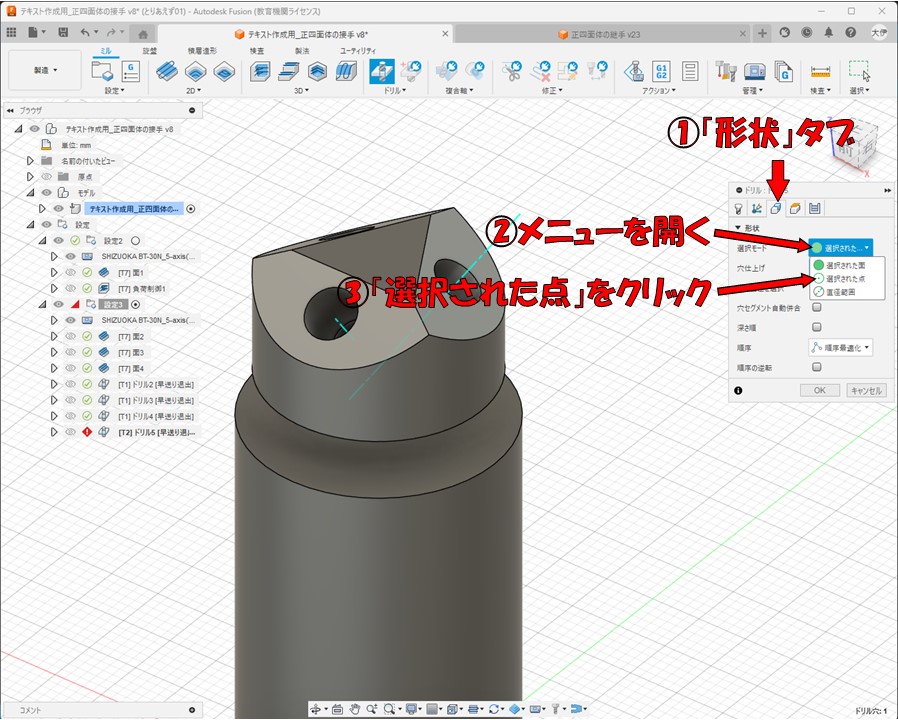 テキスト作成用_正四面体の接手 v8* (とりあえず01) - Autodesk Fusion (教育機関ライセンス)
テキスト作成用_正四面体の接手 v8*
正四面体の継手 v23
大伊
ミル
旋盤
積層造形
検査
製法
ユーティリティ
製造
設定
2D
3D
ドリル
複合軸
修正
G1
G2
アクション
管理
検査
選択
ブラウザ
テキスト作成用_正四面体の接手 v8
単位: mm
名前の付いたビュー
原点
モデル
テキスト作成用_正四面体の...
設定
設定2
SHIZUOKA BT-30N_5-axis(...
[T7] 面1
[T7] 負荷制御1
設定3
SHIZUOKA BT-30N_5-axis(...
[T7] 面2
[T7] 面3
[T7] 面4
[T1] ドリル2 [早送り退出]
[T1] ドリル3 [早送り退出]
[T1] ドリル4 [早送り退出]
[T2] ドリル5 [早送り退...
①「形状」タブ
前
X
ドリル:
形状
②メニューを開く
選択モード
選択された...
選択された面
③「選択された点」をクリック
選択された点
直径範囲
穴仕上げ
穴セグメント自動併合
深さ順
順序
順序最適化
順序の逆転
OK
キャンセル
コメント
ドリル穴: 1